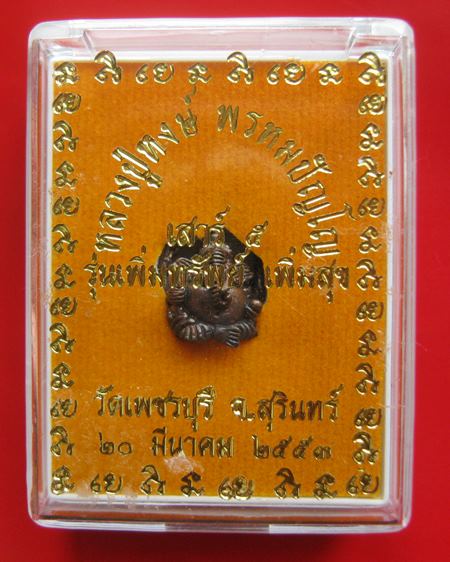 หลวงปู่หงษ์ พรหมปัญโญ
เสาร์ ๕
รุ่นเพิ่มทรัพย์ เพิ่มสุข
วัดเพชรบุรี จ.สุรินทร์
๒๐ มีนาคม ๒๕๕๓